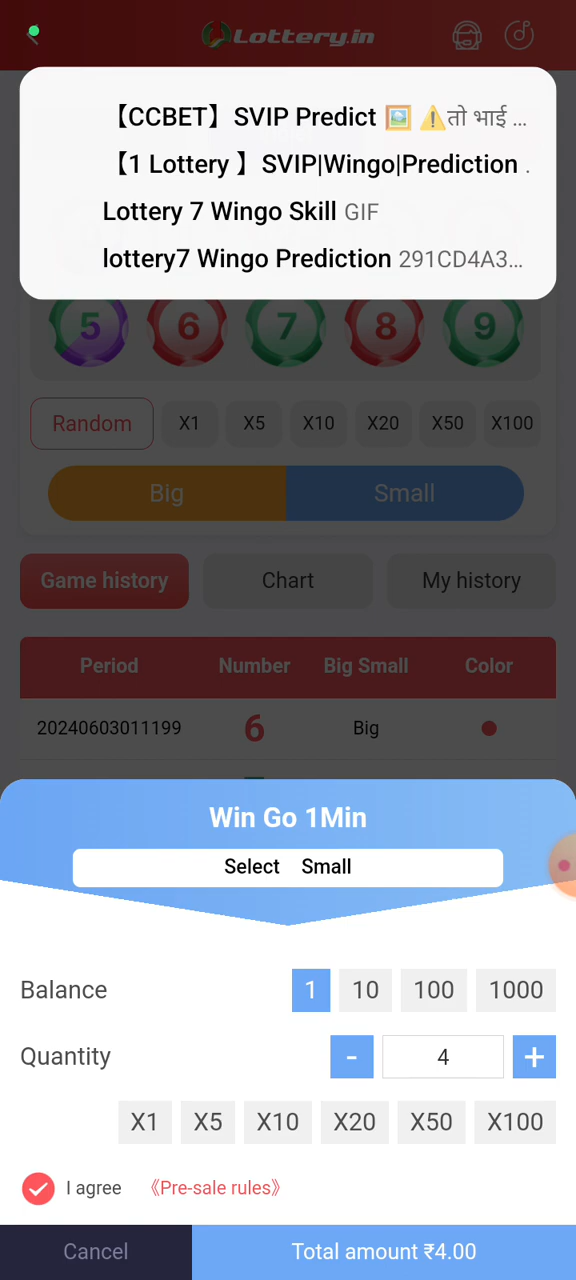 Lottery.in
【CCBET】SVIP Predict 🖼️ ⚠️तो भाई ...
【1 Lottery 】SVIP|Wingo|Prediction .
Lottery 7 Wingo Skill GIF
lottery7 Wingo Prediction 291CD4A3...
5 6 7 8 9
Random X1 X5 X10 X20 X50 X100
Big Small
Game history Chart My history
Period Number Big Small Color
20240603011199 6 Big
Win Go 1Min
Select Small
Balance 1 10 100 1000
Quantity - 4 +
X1 X5 X10 X20 X50 X100
I agree 《Pre-sale rules》
Cancel Total amount ₹4.00